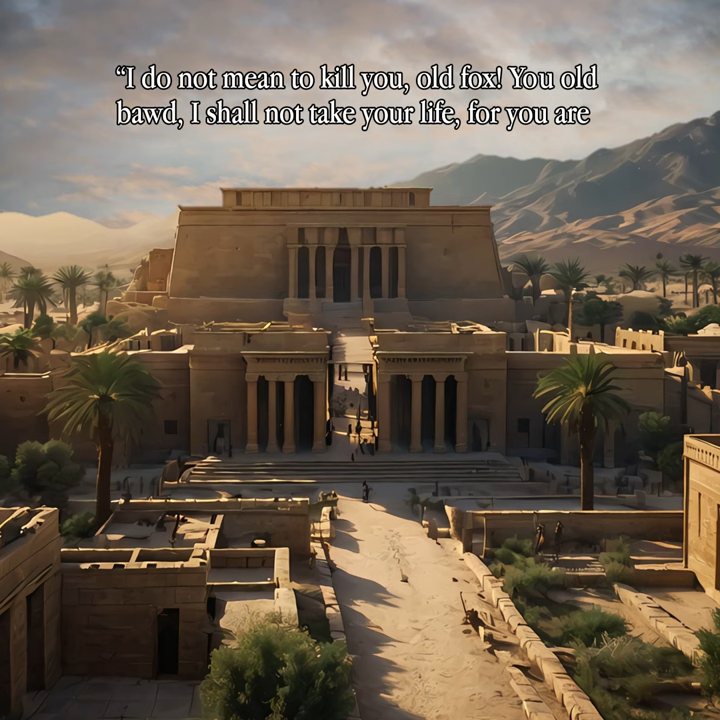 “I do not mean to kill you, old fox! You old
bawd, I shall not take your life, for you are